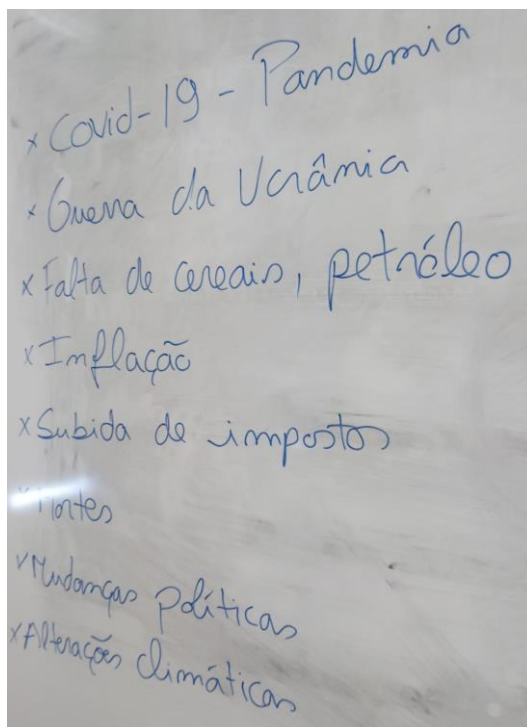 x Covid-19 - Pandemia
x Guerra da Ucrânia
x Falta de cereais, petróleo
x Inflação
x Subida de impostos
x Mortes
x Mudanças políticas
x Alterações climáticas